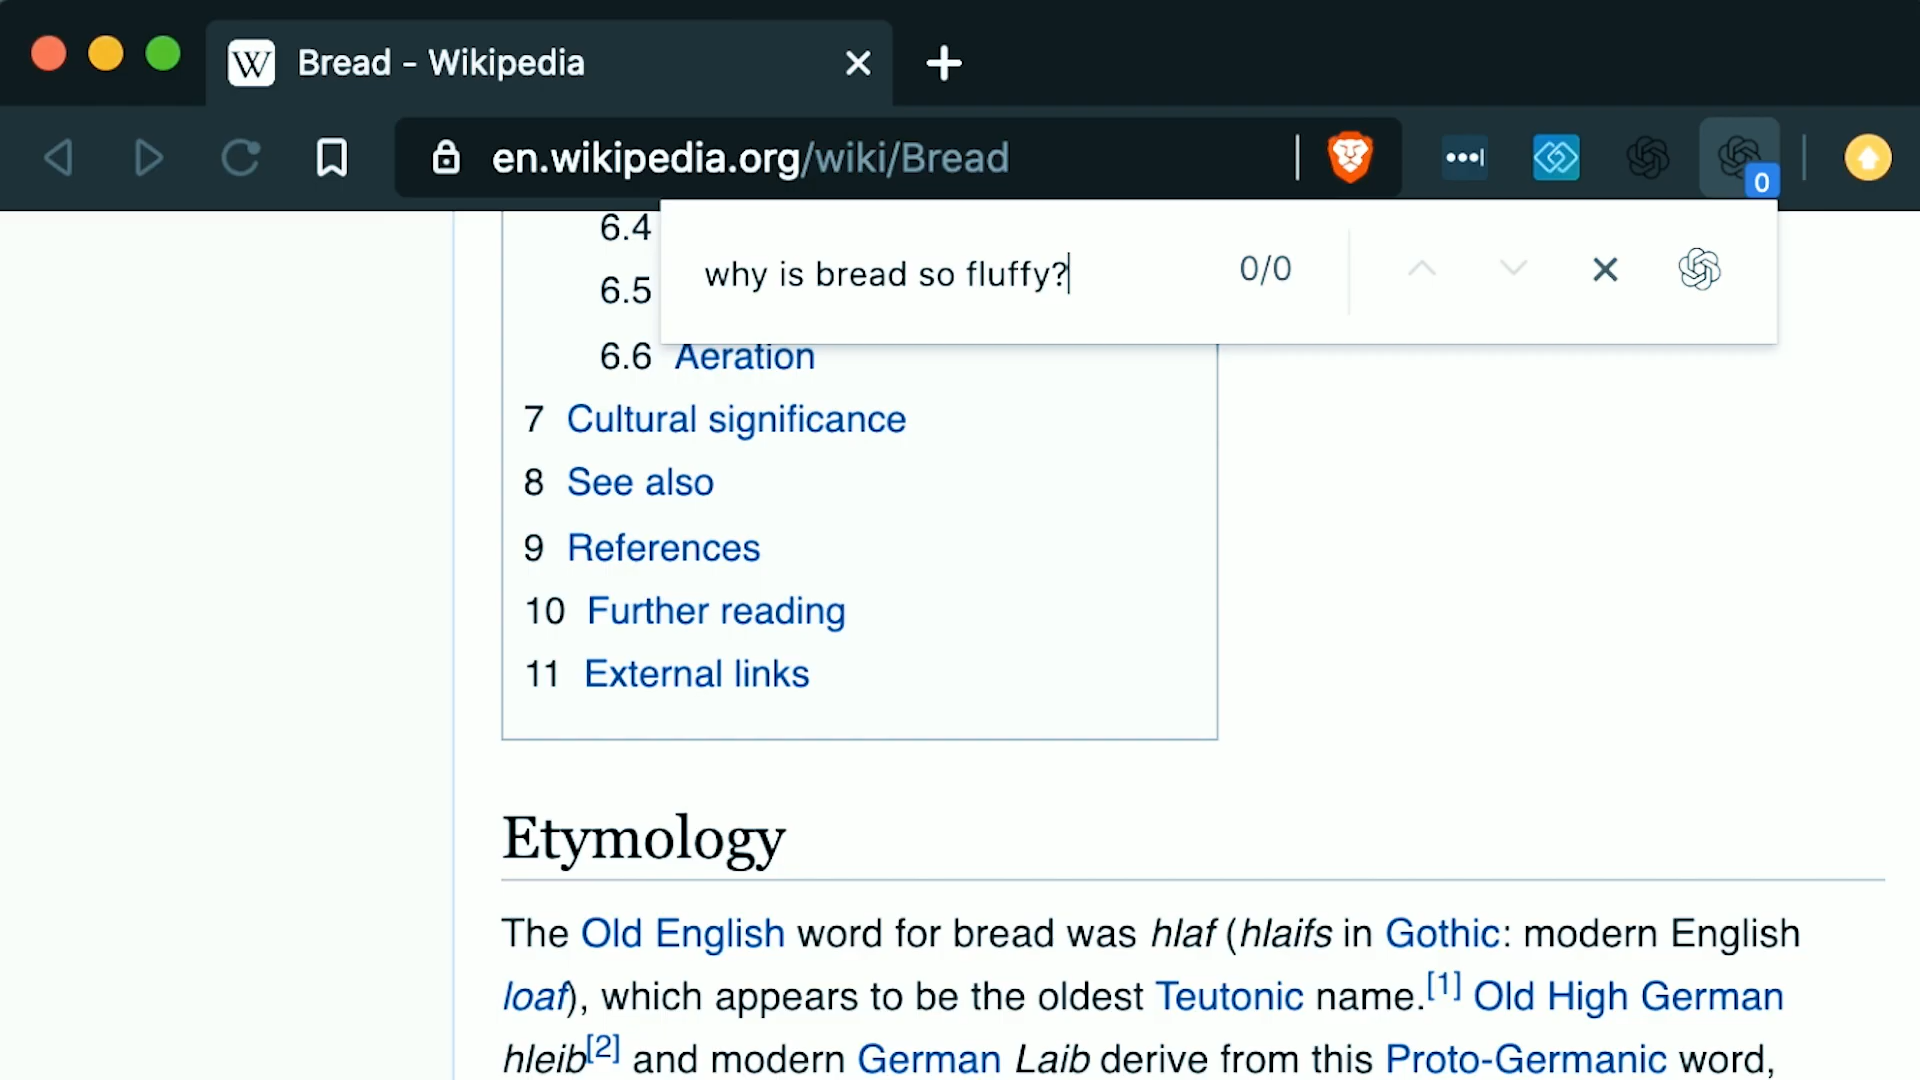 W Bread - Wikipedia
en.wikipedia.org/wiki/Bread
0
why is bread so fluffy? 0/0
6.4
6.5
6.6 Aeration
7 Cultural significance
8 See also
9 References
10 Further reading
11 External links
Etymology
The Old English word for bread was hlaf (hlaifs in Gothic: modern English
loaf), which appears to be the oldest Teutonic name.[1] Old High German
hleib[2] and modern German Laib derive from this Proto-Germanic word,